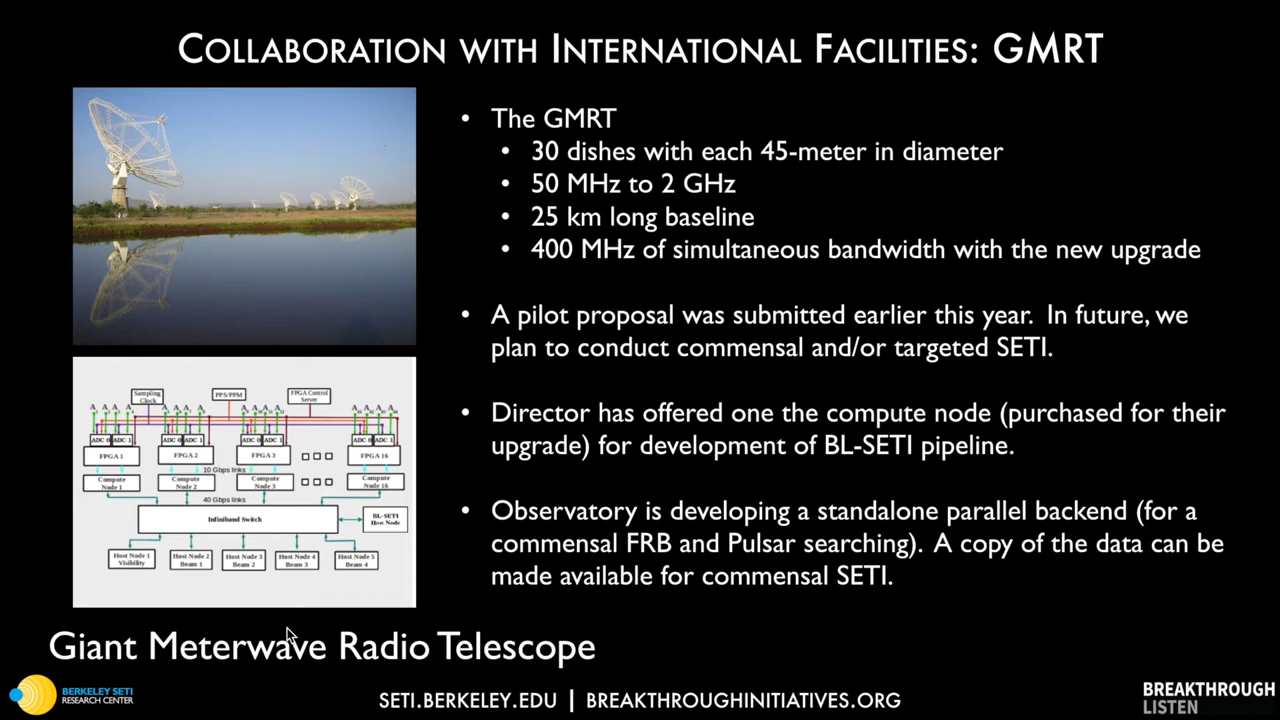 COLLABORATION WITH INTERNATIONAL FACILITIES: GMRT
• The GMRT
• 30 dishes with each 45-meter in diameter
• 50 MHz to 2 GHz
• 25 km long baseline
• 400 MHz of simultaneous bandwidth with the new upgrade
• A pilot proposal was submitted earlier this year. In future, we
plan to conduct commensal and/or targeted SETI.
• Director has offered one the compute node (purchased for their
upgrade) for development of BL-SETI pipeline.
• Observatory is developing a standalone parallel backend (for a
commensal FRB and Pulsar searching). A copy of the data can be
made available for commensal SETI.
Sampling
Clock
PPS/PPM
FPGA Control
Server
ADC 0 ADC 1 ADC 0 ADC 1 ADC 0 ADC 1 ADC 0 ADC 1
FPGA 1 FPGA 2 FPGA 3 FPGA 16
10 Gbps links
Compute
Node 1
Compute
Node 2
Compute
Node 3
Compute
Node 16
40 Gbps links
Infiniband Switch
BL-SETI
Host Node
Host Node 1
Visibility
Host Node 2
Beam 1
Host Node 3
Beam 2
Host Node 4
Beam 3
Host Node 5
Beam 4
Giant Meterwave Radio Telescope
BERKELEY SETI
RESEARCH CENTER
SETI.BERKELEY.EDU | BREAKTHROUGHINITIATIVES.ORG
BREAKTHROUGH
LISTEN